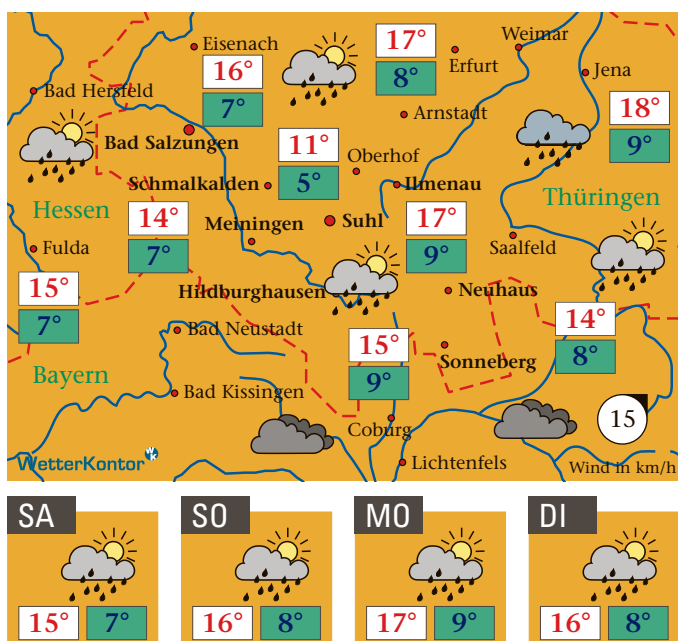 Eisenach
17°
8°
Weimar
Erfurt
16°
7°
Jena
Bad Hersfeld
18°
9°
Arnstadt
Bad Salzungen
11°
5°
Oberhof
Schmalkalden
Ilmenau
Thüringen
Hessen
14°
7°
Meiningen
Suhl
17°
9°
Fulda
Saalfeld
15°
7°
Hildburghausen
Neuhaus
14°
8°
Bad Neustadt
15°
9°
Sonneberg
Bayern
Bad Kissingen
15
Coburg
WetterKontor
WK
Lichtenfels
Wind in km/h
SA
SO
MO
DI
15° 7°
16° 8°
17° 9°
16° 8°